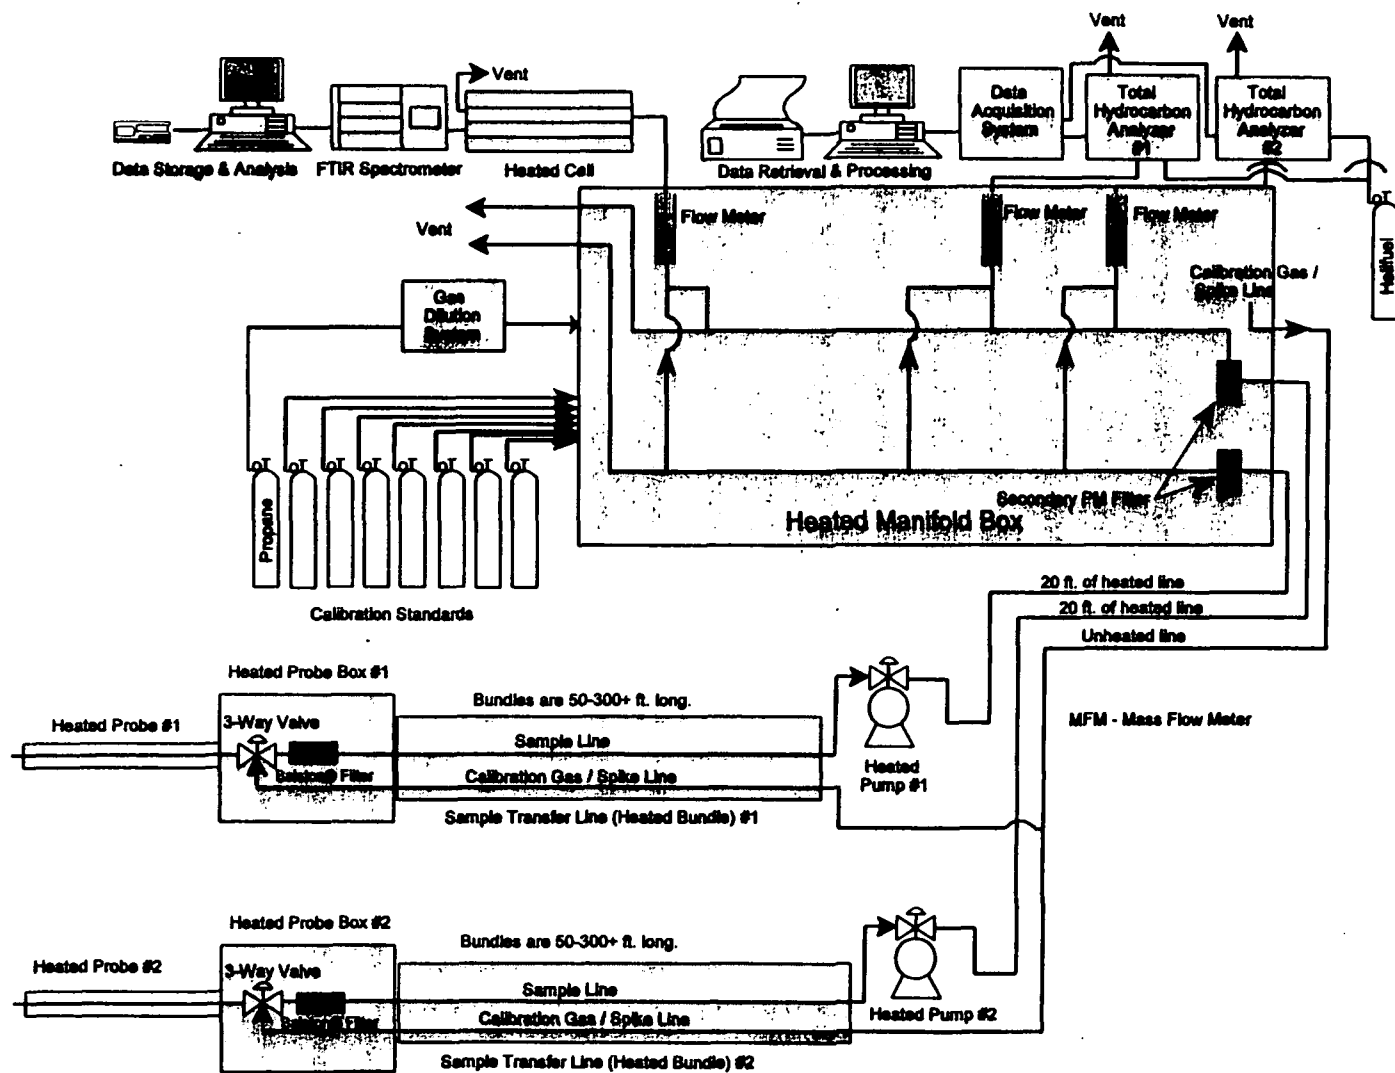 Vent
Vent
Vent
Data
Acquisition
System
Total
Hydrocarbon
Analyzer
#1
Total
Hydrocarbon
Analyzer
#2
Data Storage & Analysis
FTIR Spectrometer
Heated Cell
Data Retrieval & Processing
Flow Meter
Flow Meter
Flow Meter
Vent
Calibration Gas /
Spike Line
Gas
Dilution
System
Secondary PM Filter
Heated Manifold Box
Propane
Calibration Standards
20 ft. of heated line
20 ft. of heated line
Unheated line
Heated Probe Box #1
Bundles are 50-300+ ft. long.
Heated Probe #1
3-Way Valve
Sample Line
MFM - Mass Flow Meter
Balston® Filter
Calibration Gas / Spike Line
Heated
Pump #1
Sample Transfer Line (Heated Bundle) #1
Heated Probe Box #2
Bundles are 50-300+ ft. long.
Heated Probe #2
3-Way Valve
Sample Line
Balston® Filter
Calibration Gas / Spike Line
Heated Pump #2
Sample Transfer Line (Heated Bundle) #2